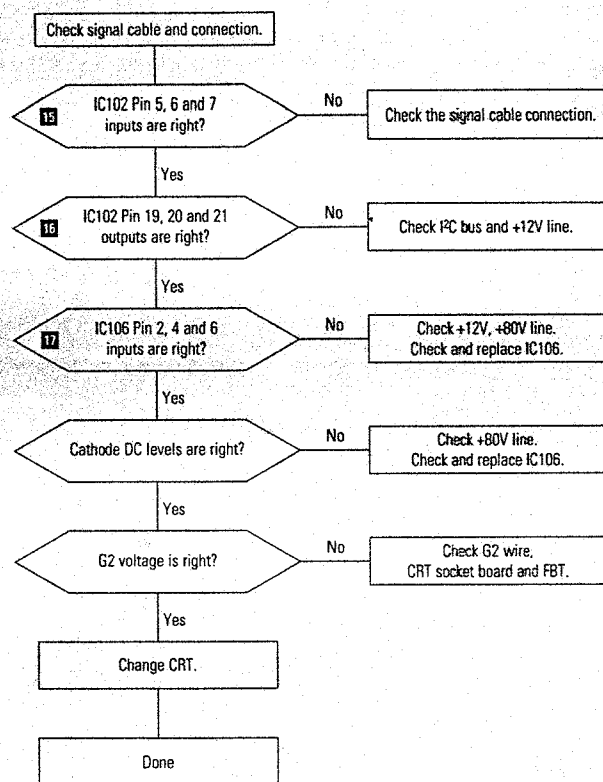 Check signal cable and connection.
15
IC102 Pin 5, 6 and 7
inputs are right?
No
Check the signal cable connection.
Yes
16
IC102 Pin 19, 20 and 21
outputs are right?
No
Check I²C bus and +12V line.
Yes
17
IC106 Pin 2, 4 and 6
inputs are right?
No
Check +12V, +80V line.
Check and replace IC106.
Yes
Cathode DC levels are right?
No
Check +80V line.
Check and replace IC106.
Yes
G2 voltage is right?
No
Check G2 wire,
CRT socket board and FBT.
Yes
Change CRT.
Done